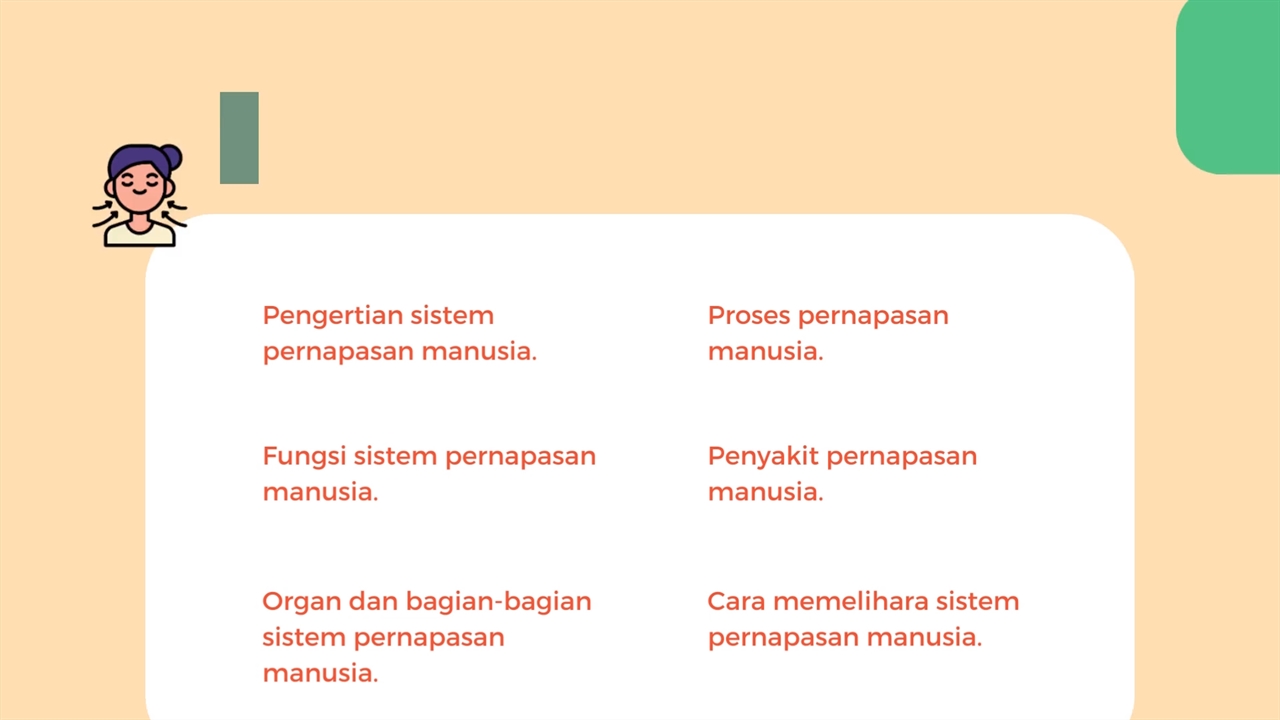 Pengertian sistem
pernapasan manusia.
Fungsi sistem pernapasan
manusia.
Organ dan bagian-bagian
sistem pernapasan
manusia.
Proses pernapasan
manusia.
Penyakit pernapasan
manusia.
Cara memelihara sistem
pernapasan manusia.